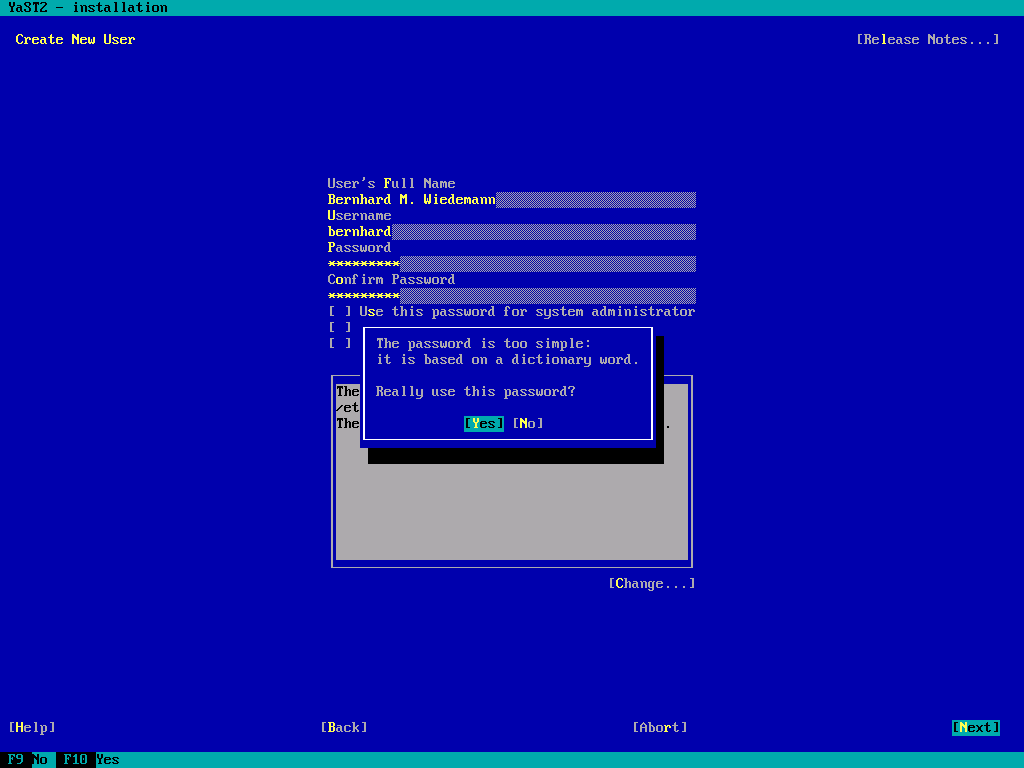 YaST2 - installation
Create New User [Release Notes...]
User's Full Name
Bernhard M. Wiedemann
Username
bernhard
Password
*********
Confirm Password
*********
[ ] Use this password for system administrator
[ ]
[ ]
The password is too simple:
it is based on a dictionary word.
Really use this password?
[Yes] [No]
The
/et
The .
[Change...]
[Help] [Back] [Abort] [Next]
F9 No F10 Yes